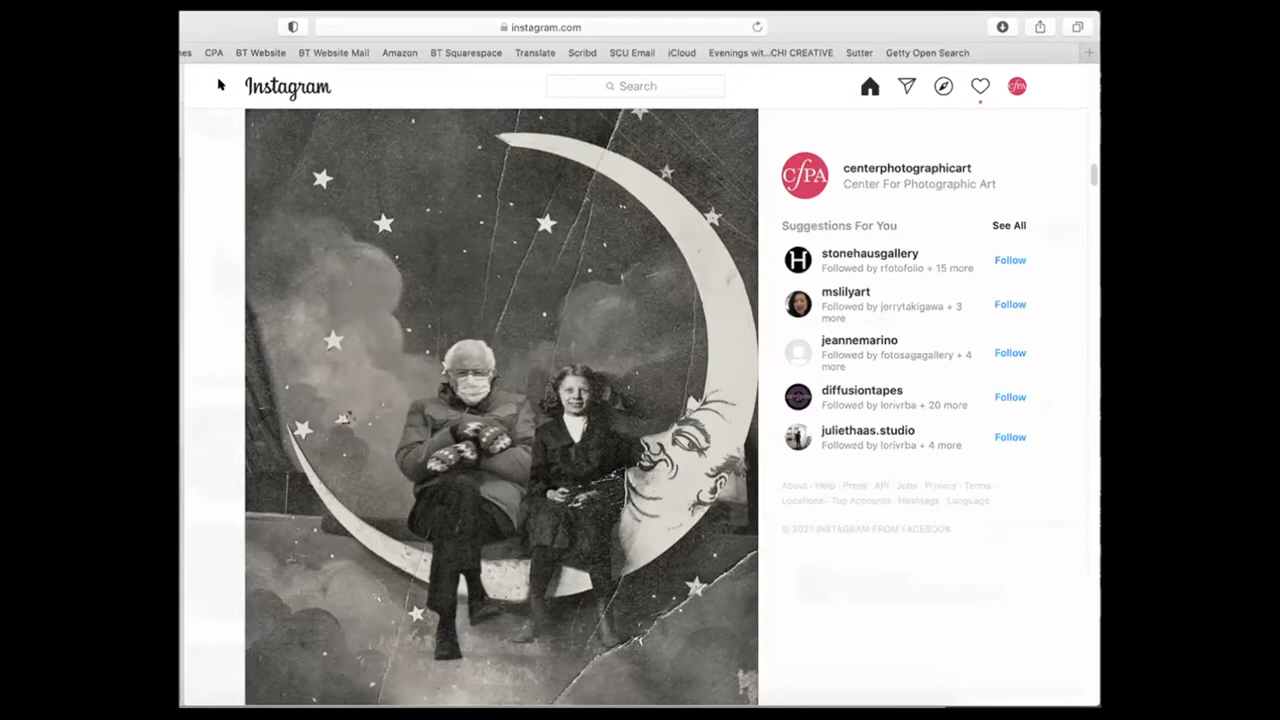 instagram.com
nes CPA BT Website BT Website Mail Amazon BT Squarespace Translate Scribd SCU Email iCloud Evenings wit...CHI CREATIVE Sutter Getty Open Search
Instagram
Search
CfPA
CfPA
centerphotographicart
Center For Photographic Art
Suggestions For You See All
H
stonehausgallery
Followed by rfotofolio + 15 more
Follow
mslilyart
Followed by jerrytakigawa + 3
more
Follow
jeannemarino
Followed by fotosagagallery + 4
more
Follow
diffusiontapes
Followed by lorivrba + 20 more
Follow
juliethaas.studio
Followed by lorivrba + 4 more
Follow
About · Help · Press · API · Jobs · Privacy · Terms ·
Locations · Top Accounts · Hashtags · Language
© 2021 INSTAGRAM FROM FACEBOOK